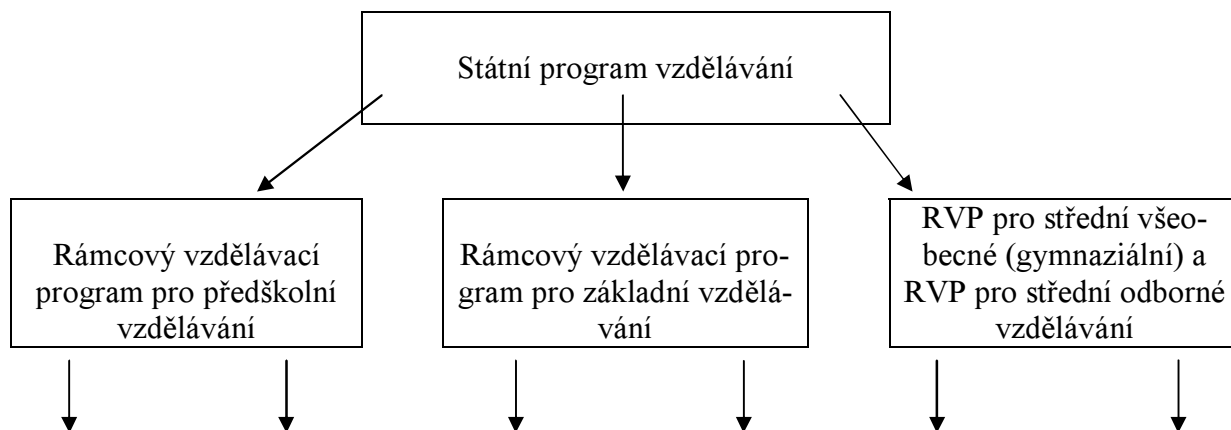 Státní program vzdělávání
Rámcový vzdělávací
program pro předškolní
vzdělávání
Rámcový vzdělávací pro-
gram pro základní vzdělá-
vání
RVP pro střední všeo-
becné (gymnaziální) a
RVP pro střední odborné
vzdělávání